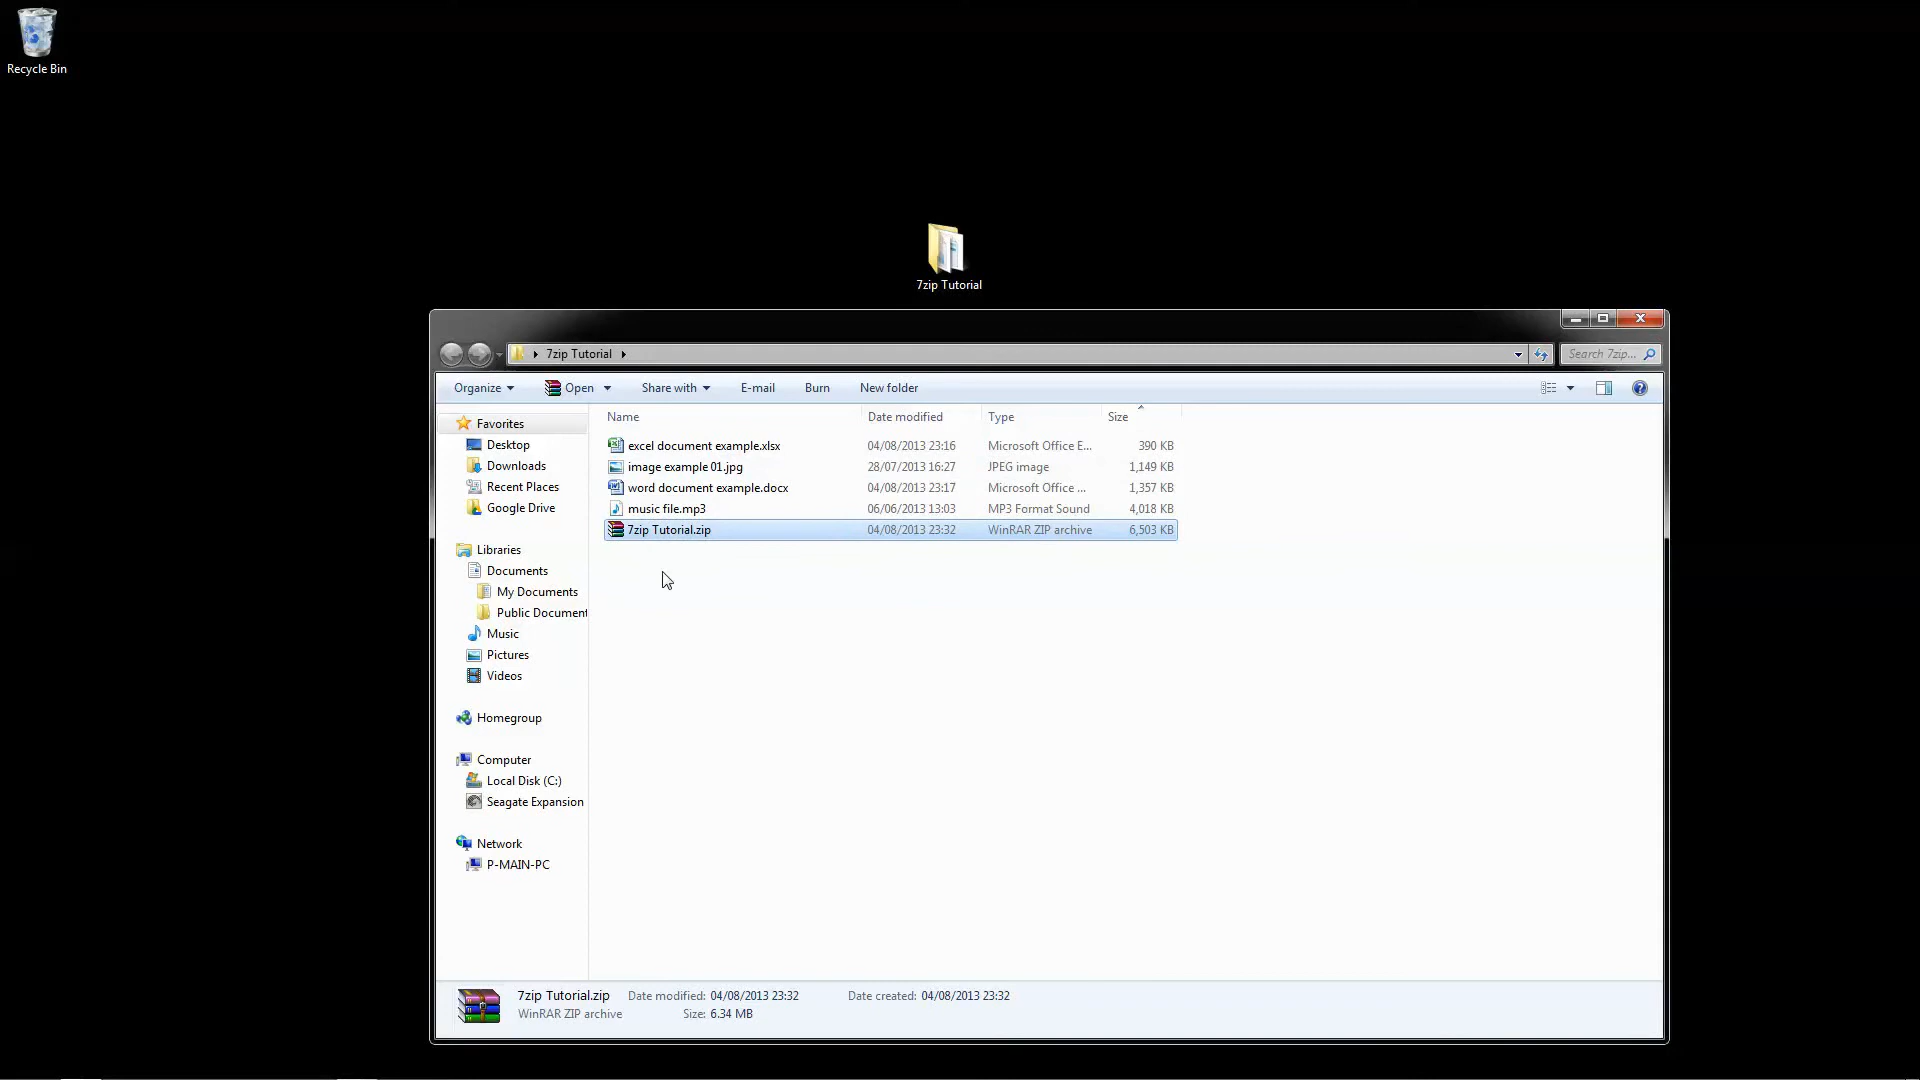 Recycle Bin
7zip Tutorial
7zip Tutorial
Search 7zip...
Organize Open Share with E-mail Burn New folder
Name Date modified Type Size
excel document example.xlsx 04/08/2013 23:16 Microsoft Office E... 390 KB
image example 01.jpg 28/07/2013 16:27 JPEG image 1,149 KB
word document example.docx 04/08/2013 23:17 Microsoft Office ... 1,357 KB
music file.mp3 06/06/2013 13:03 MP3 Format Sound 4,018 KB
7zip Tutorial.zip 04/08/2013 23:32 WinRAR ZIP archive 6,503 KB
Favorites
Desktop
Downloads
Recent Places
Google Drive
Libraries
Documents
My Documents
Public Document
Music
Pictures
Videos
Homegroup
Computer
Local Disk (C:)
Seagate Expansion
Network
P-MAIN-PC
7zip Tutorial.zip Date modified: 04/08/2013 23:32 Date created: 04/08/2013 23:32
WinRAR ZIP archive Size: 6.34 MB